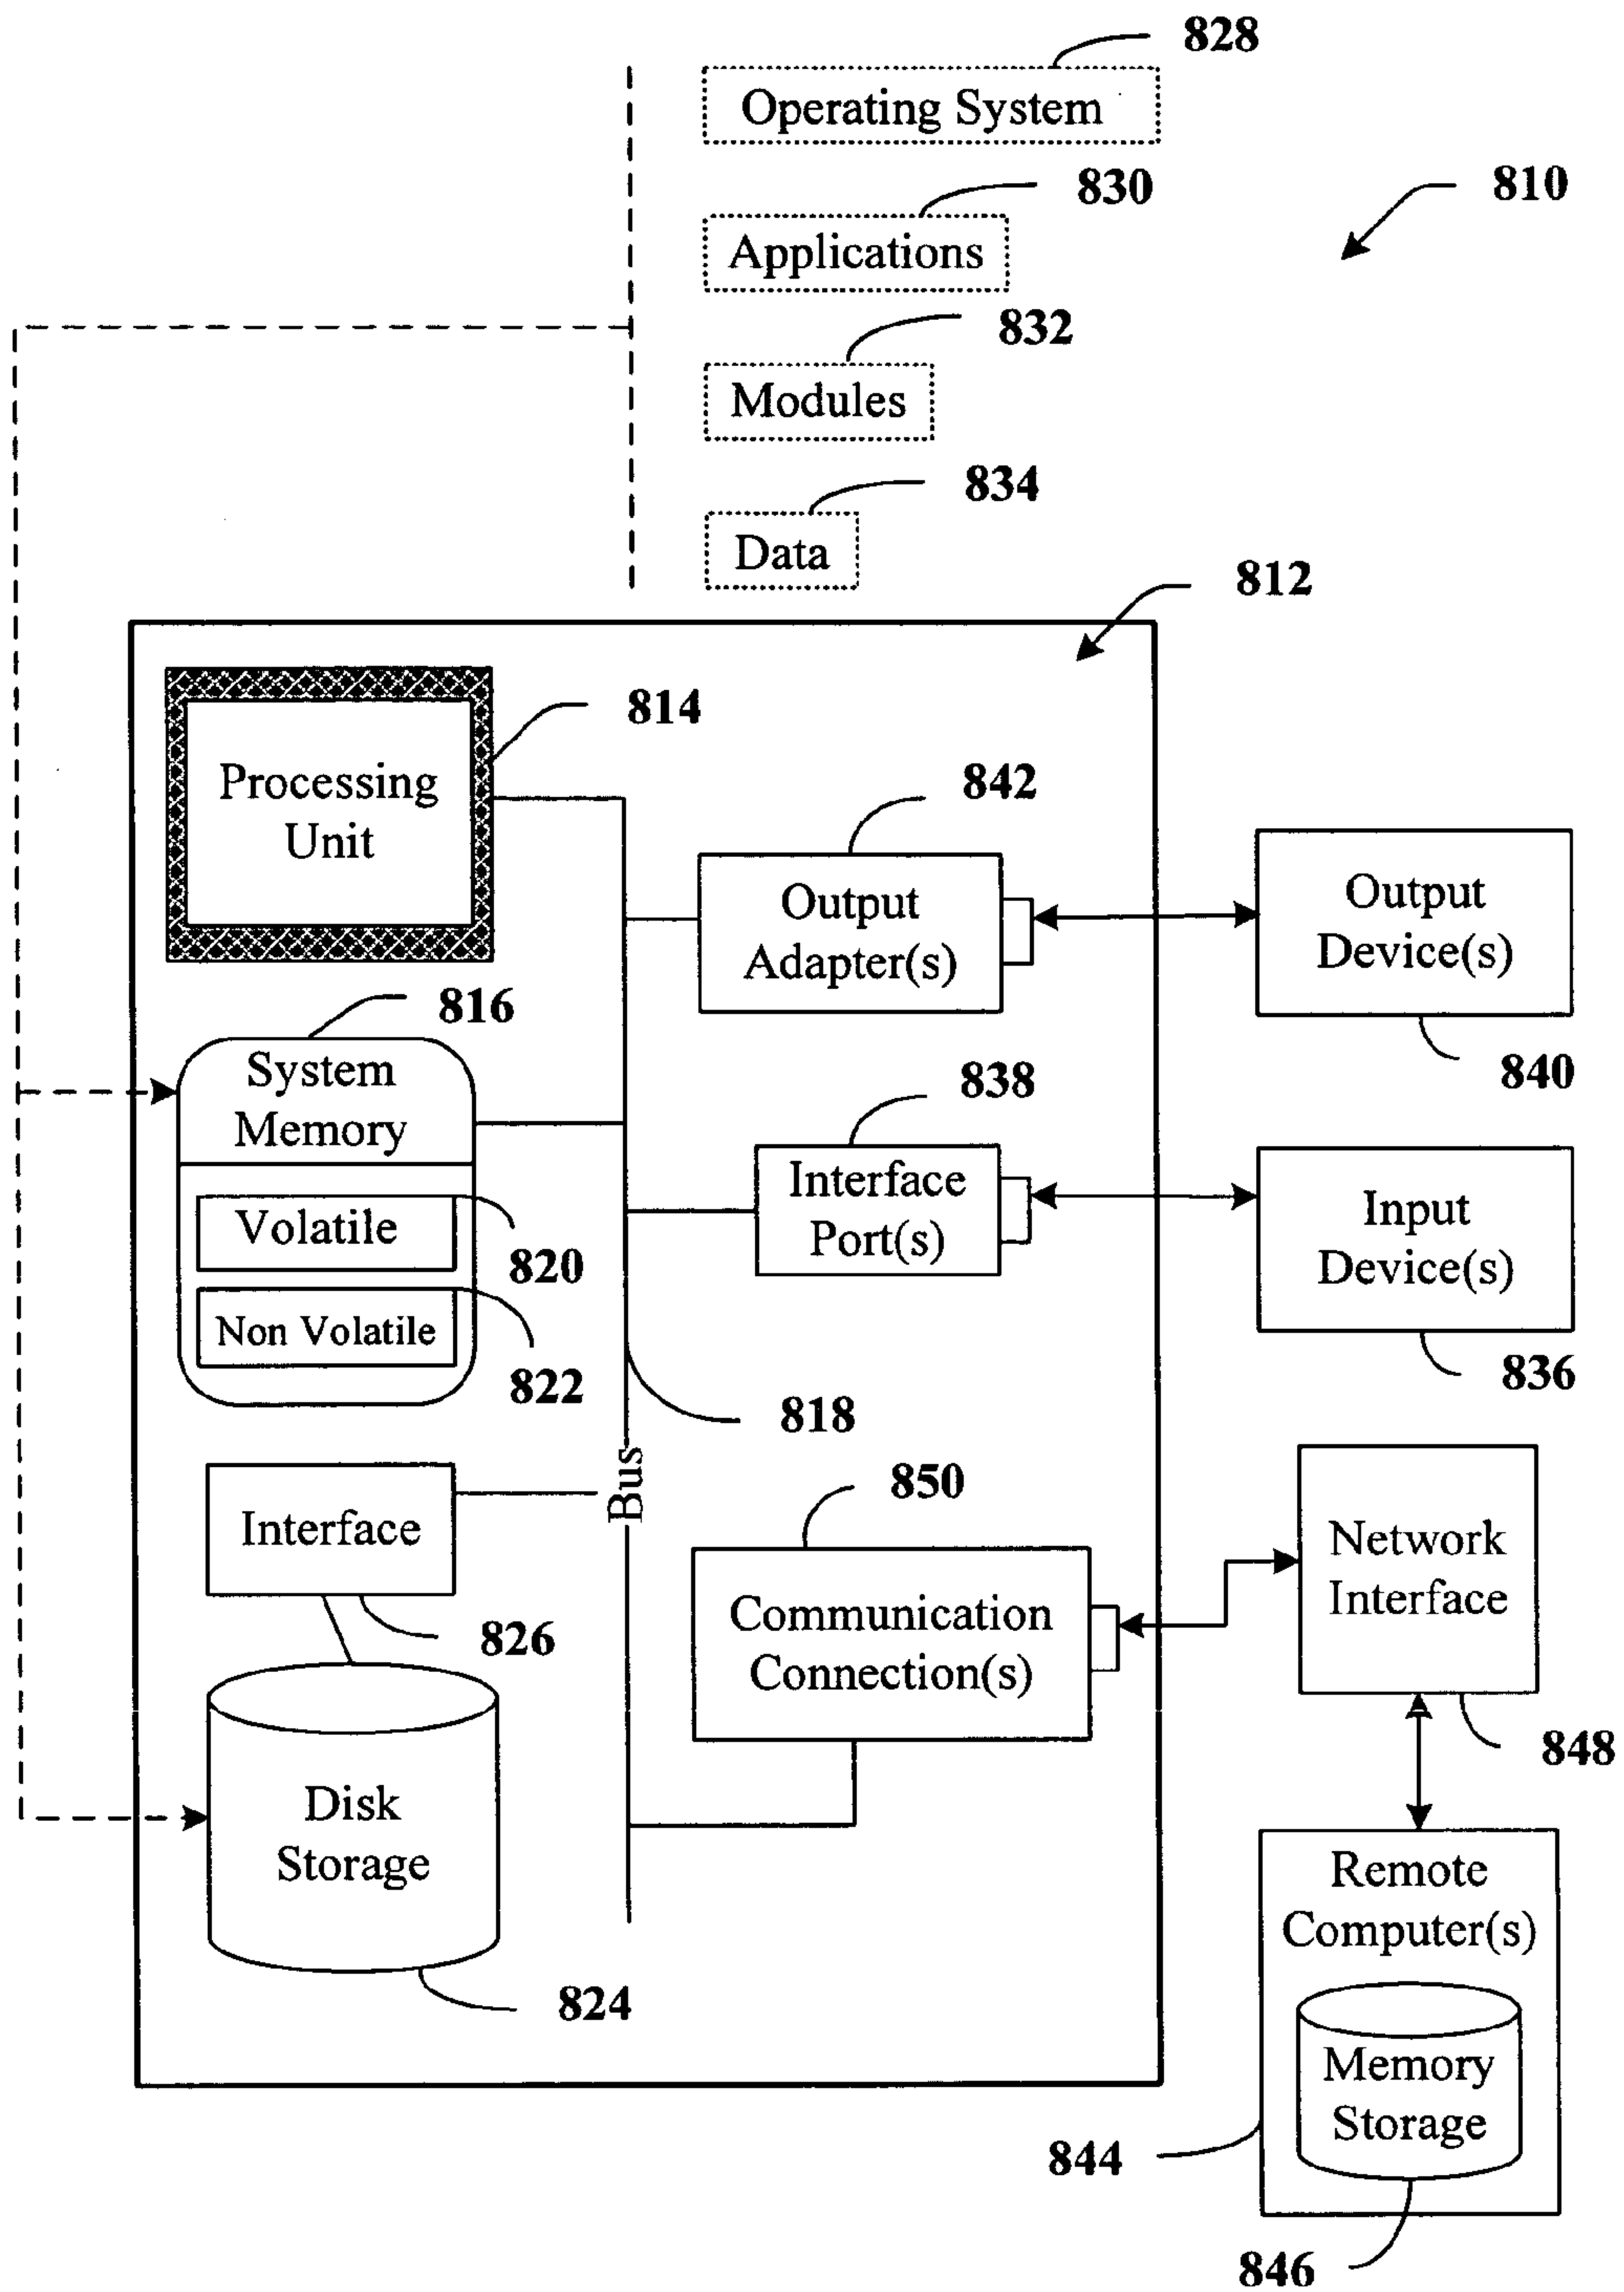 828
Operating System
830
810
Applications
832
Modules
834
Data
812
814
Processing
Unit
842
Output
Adapter(s)
Output
Device(s)
840
816
System
Memory
838
Interface
Port(s)
Input
Device(s)
836
Volatile
820
Non Volatile
822
818
Bus
850
Interface
826
Communication
Connection(s)
Network
Interface
848
Disk
Storage
824
Remote
Computer(s)
Memory
Storage
844
846